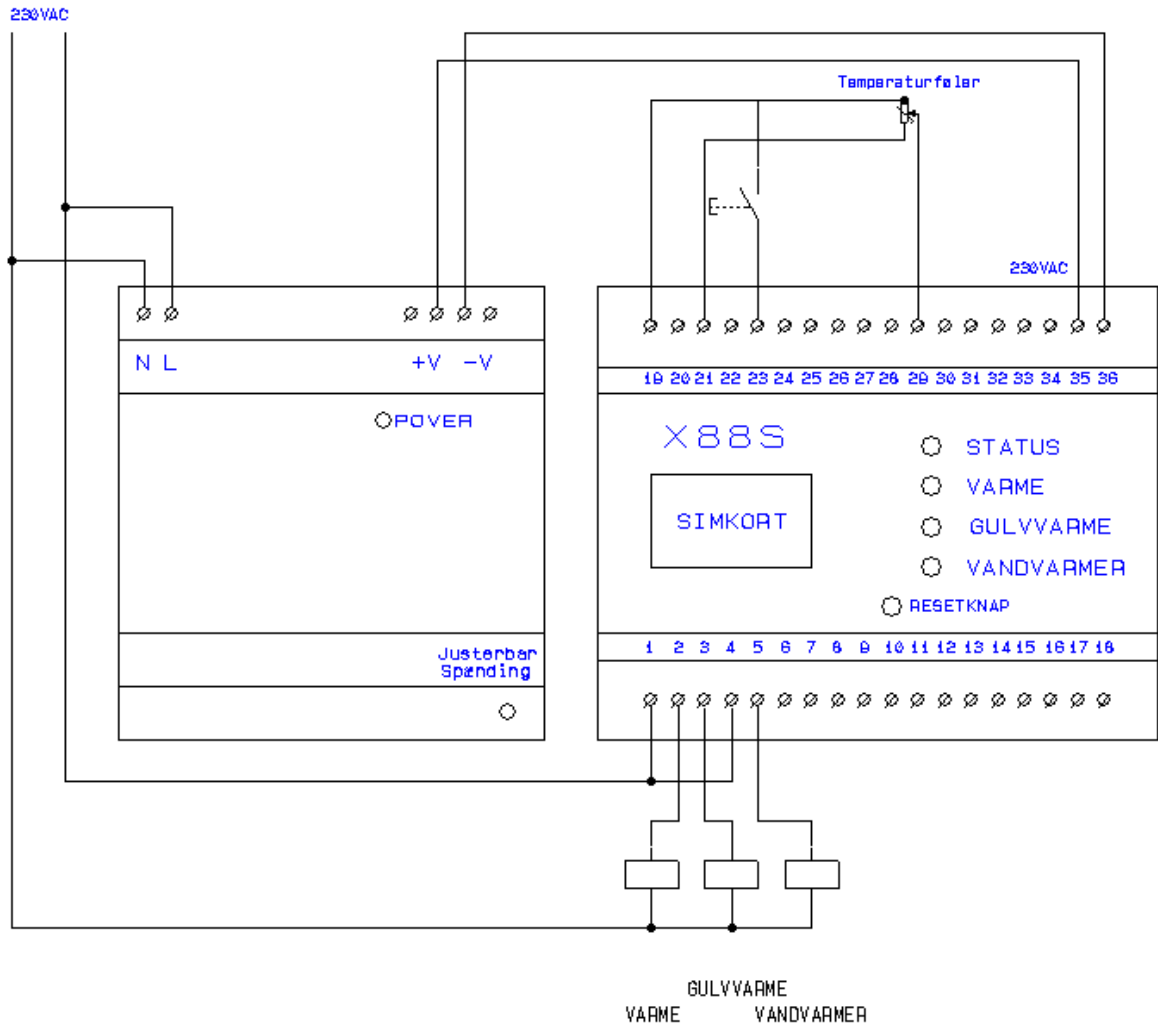 230VAC
Temperaturføler
230VAC
N L +V -V
POWER
19 20 21 22 23 24 25 26 27 28 29 30 31 32 33 34 35 36
X88S
STATUS
VARME
SIMKORT
GULVVARME
VANDVARMER
RESETKNAP
Justerbar
Spænding
1 2 3 4 5 6 7 8 9 10 11 12 13 14 15 16 17 18
GULVVARME
VARME VANDVARMER